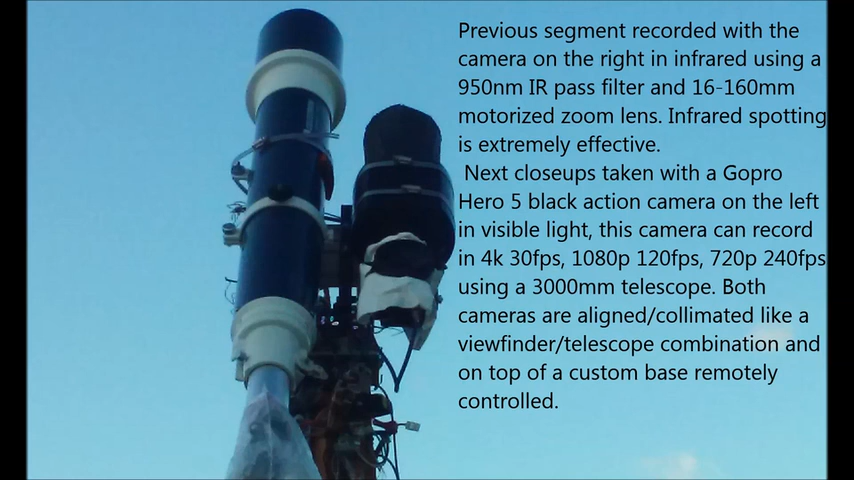 Previous segment recorded with the
camera on the right in infrared using a
950nm IR pass filter and 16-160mm
motorized zoom lens. Infrared spotting
is extremely effective.
Next closeups taken with a Gopro
Hero 5 black action camera on the left
in visible light, this camera can record
in 4k 30fps, 1080p 120fps, 720p 240fps
using a 3000mm telescope. Both
cameras are aligned/collimated like a
viewfinder/telescope combination and
on top of a custom base remotely
controlled.